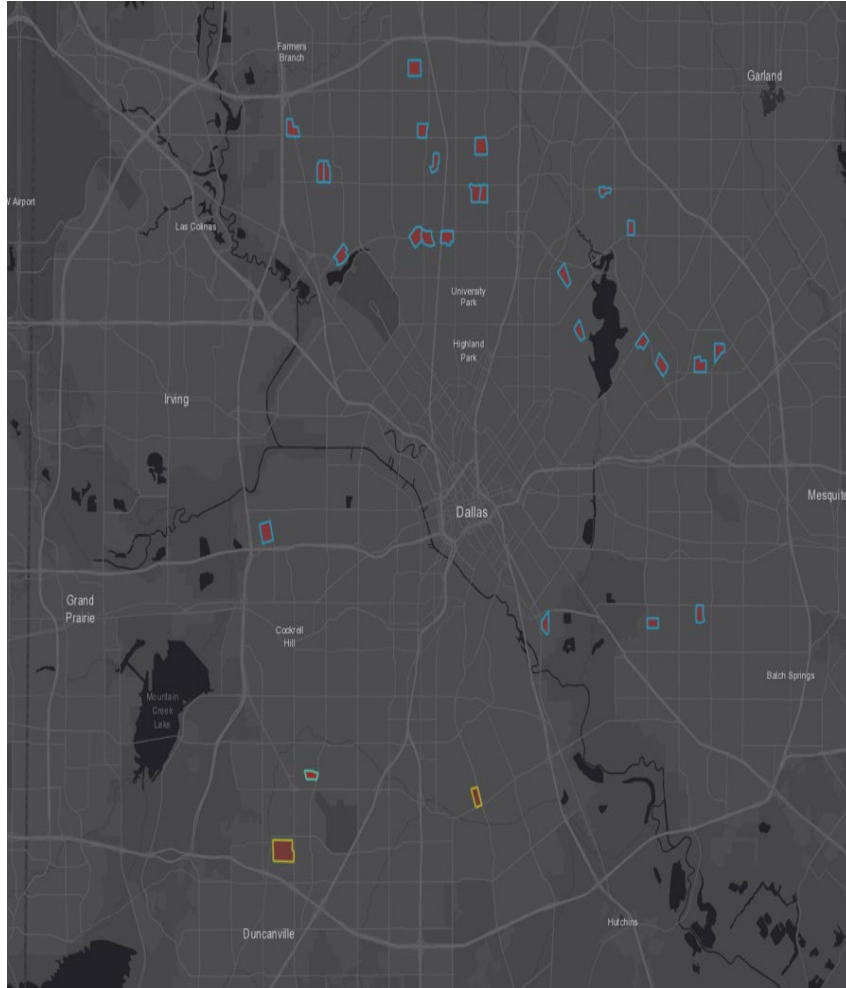 Farmers
Branch
Garland
W Airport
Las Colinas
University
Park
Highland
Park
Irving
Mesquite
Dallas
Grand
Prairie
Cockrell
Hill
Balch Springs
Mountain
Creek
Lake
Hutchins
Duncanville